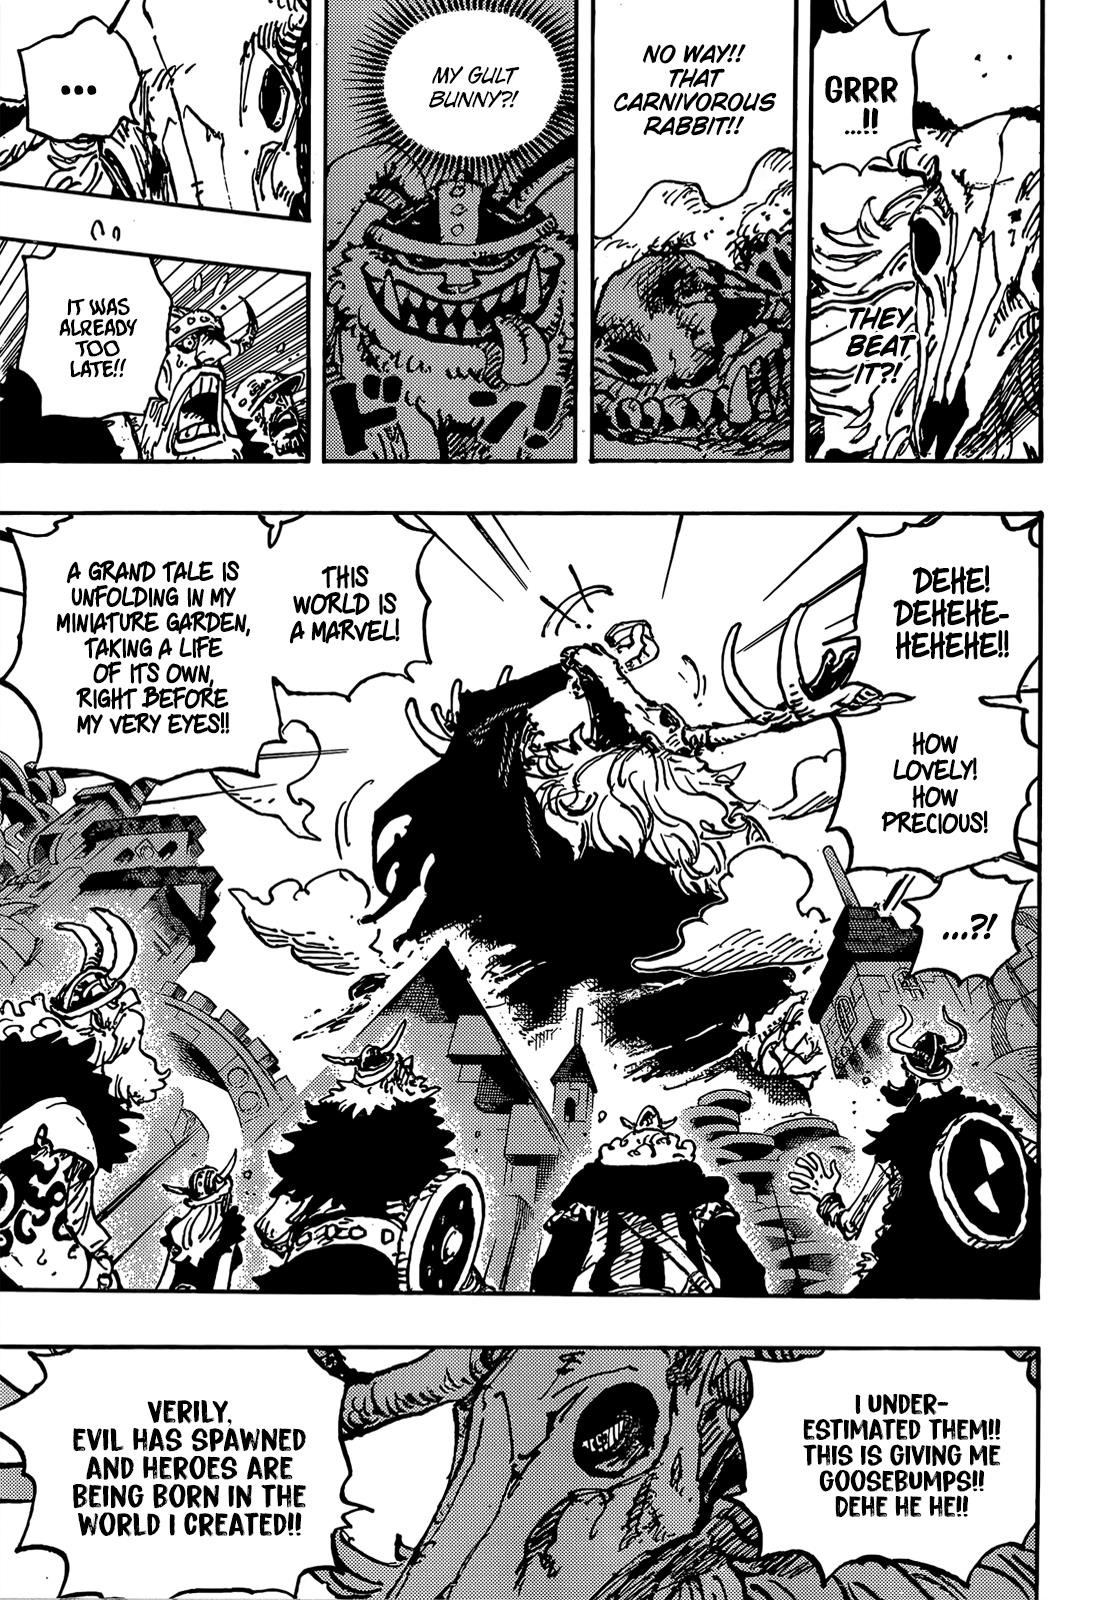 GRRR
...!!
THEY
BEAT
IT?!
NO WAY!!
THAT
CARNIVOROUS
RABBIT!!
MY GULT
BUNNY?!
ドーン!!
...
IT WAS
ALREADY
TOO
LATE!!
DEHE!
DEHEHE-
HEHEHE!!
HOW
LOVELY!
HOW
PRECIOUS!
...?!
THIS
WORLD IS
A MARVEL!
A GRAND TALE IS
UNFOLDING IN MY
MINIATURE GARDEN,
TAKING A LIFE
OF ITS OWN,
RIGHT BEFORE
MY VERY EYES!!
I UNDER-
ESTIMATED THEM!!
THIS IS GIVING ME
GOOSEBUMPS!!
DEHE HE HE!!
VERILY,
EVIL HAS SPAWNED
AND HEROES ARE
BEING BORN IN THE
WORLD I CREATED!!